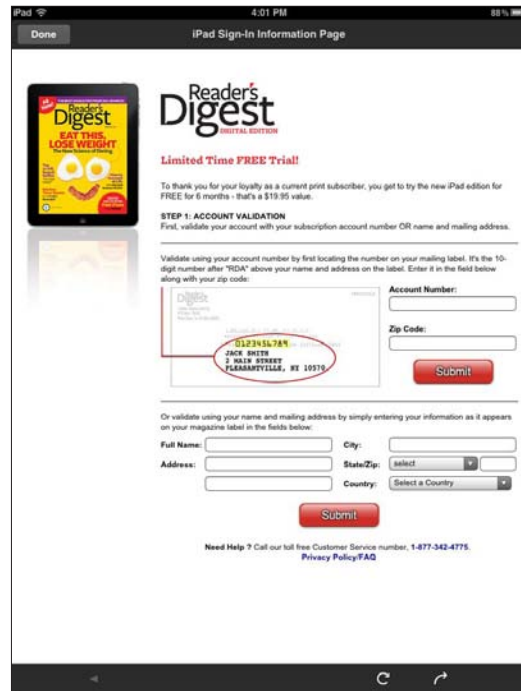 iPad 4:01 PM 88%
Done iPad Sign-In Information Page
Reader's
Digest
EAT THIS,
LOSE WEIGHT
The New Science of Dieting
Reader's
Digest
DIGITAL EDITION
Limited Time FREE Trial!
To thank you for your loyalty as a current print subscriber, you get to try the new iPad edition for
FREE for 6 months - that's a $19.95 value.
STEP 1: ACCOUNT VALIDATION
First, validate your account with your subscription account number OR name and mailing address.
Validate using your account number by first locating the number on your mailing label. It's the 10-
digit number after "RDA" above your name and address on the label. Enter it in the field below
along with your zip code:
Digest
0123456789
JACK SMITH
2 MAIN STREET
PLEASANTVILLE, NY 10570
Account Number:
Zip Code:
Submit
Or validate using your name and mailing address by simply entering your information as it appears
on your magazine label in the fields below:
Full Name: City:
Address: State/Zip: select
Country: Select a Country
Submit
Need Help ? Call our toll free Customer Service number, 1-877-342-4775.
Privacy Policy/FAQ